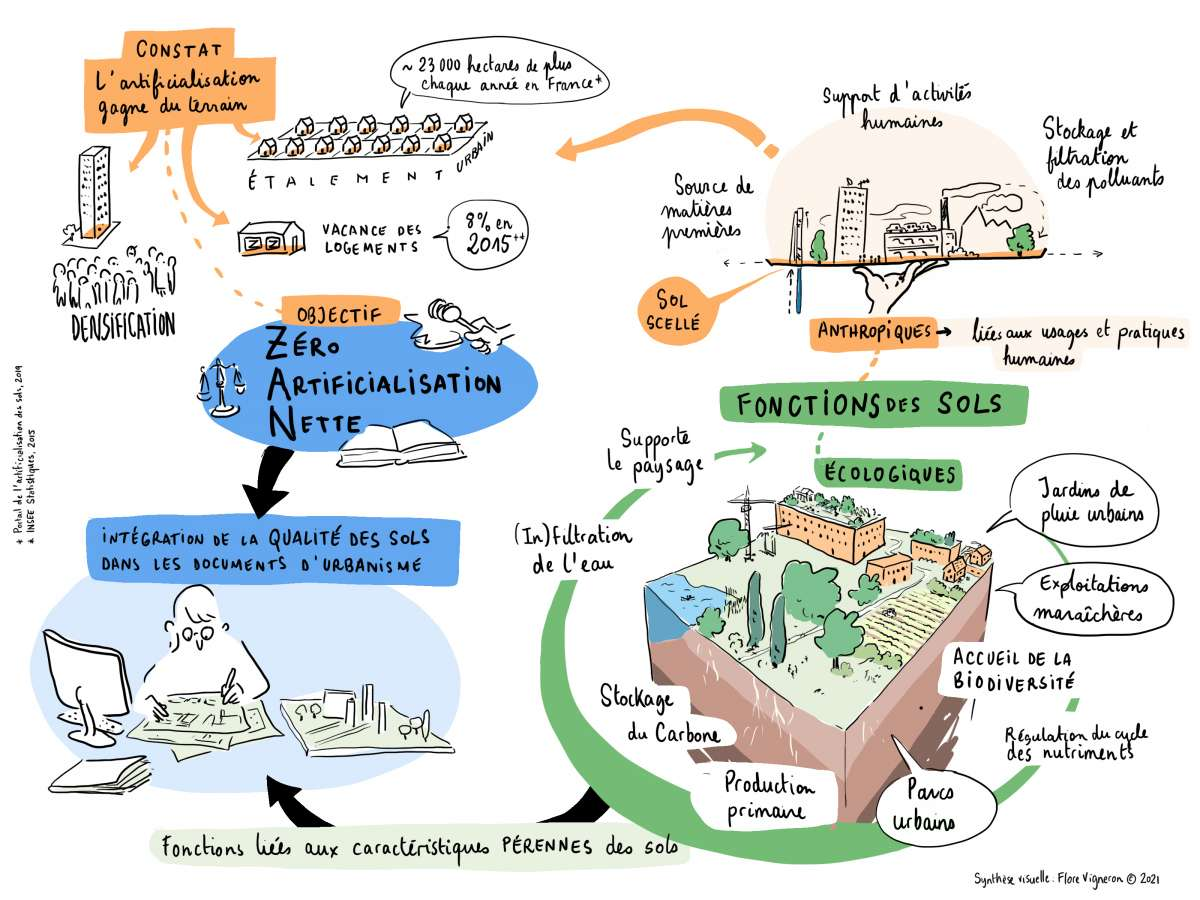 CONSTAT
L'artificialisation
gagne du terrain
~ 23 000 hectares de plus
chaque année en France*
ÉTALEMENT URBAIN
VACANCE DES
LOGEMENTS
8% en
2015++
DENSIFICATION
OBJECTIF
ZÉRO
ARTIFICIALISATION
NETTE
+ Portail de l'artificialisation des sols, 2019
* INSEE Statistiques, 2015
INTÉGRATION DE LA QUALITÉ DES SOLS
DANS LES DOCUMENTS D'URBANISME
Fonctions liées aux caractéristiques PÉRENNES des sols
Support d'activités
humaines
Stockage et
filtration
des polluants
Source de
matières
premières
SOL
SCELLÉ
ANTHROPIQUES
liées aux usages et pratiques
humaines
FONCTIONS DES SOLS
ÉCOLOGIQUES
Supporte
le paysage
(In)filtration
de l'eau
Jardins de
pluie urbains
Exploitations
maraîchères
ACCUEIL DE LA
BIODIVERSITÉ
Régulation du cycle
des nutriments
Stockage
du Carbone
Production
primaire
Parcs
urbains
Synthèse visuelle : Flore Vigneron © 2021